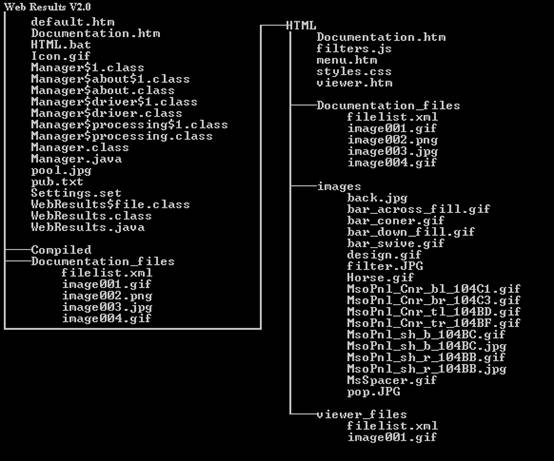 Web Results V2.0
default.htm
Documentation.htm
HTML.bat
Icon.gif
Manager$1.class
Manager$about$1.class
Manager$about.class
Manager$driver$1.class
Manager$driver.class
Manager$processing$1.class
Manager$processing.class
Manager.class
Manager.java
pool.jpg
pub.txt
Settings.set
WebResults$file.class
WebResults.class
WebResults.java
Compiled
Documentation_files
filelist.xml
image001.gif
image002.png
image003.jpg
image004.gif
HTML
Documentation.htm
filters.js
menu.htm
styles.css
viewer.htm
Documentation_files
filelist.xml
image001.gif
image002.png
image003.jpg
image004.gif
images
back.jpg
bar_across_fill.gif
bar_coner.gif
bar_down_fill.gif
bar_swive.gif
design.gif
filter.JPG
Horse.gif
MsoPnl_Cnr_bl_104C1.gif
MsoPnl_Cnr_br_104C3.gif
MsoPnl_Cnr_tl_104BD.gif
MsoPnl_Cnr_tr_104BF.gif
MsoPnl_sh_b_104BC.gif
MsoPnl_sh_b_104BC.jpg
MsoPnl_sh_r_104BB.gif
MsoPnl_sh_r_104BB.jpg
MsSpacer.gif
pop.JPG
viewer_files
filelist.xml
image001.gif